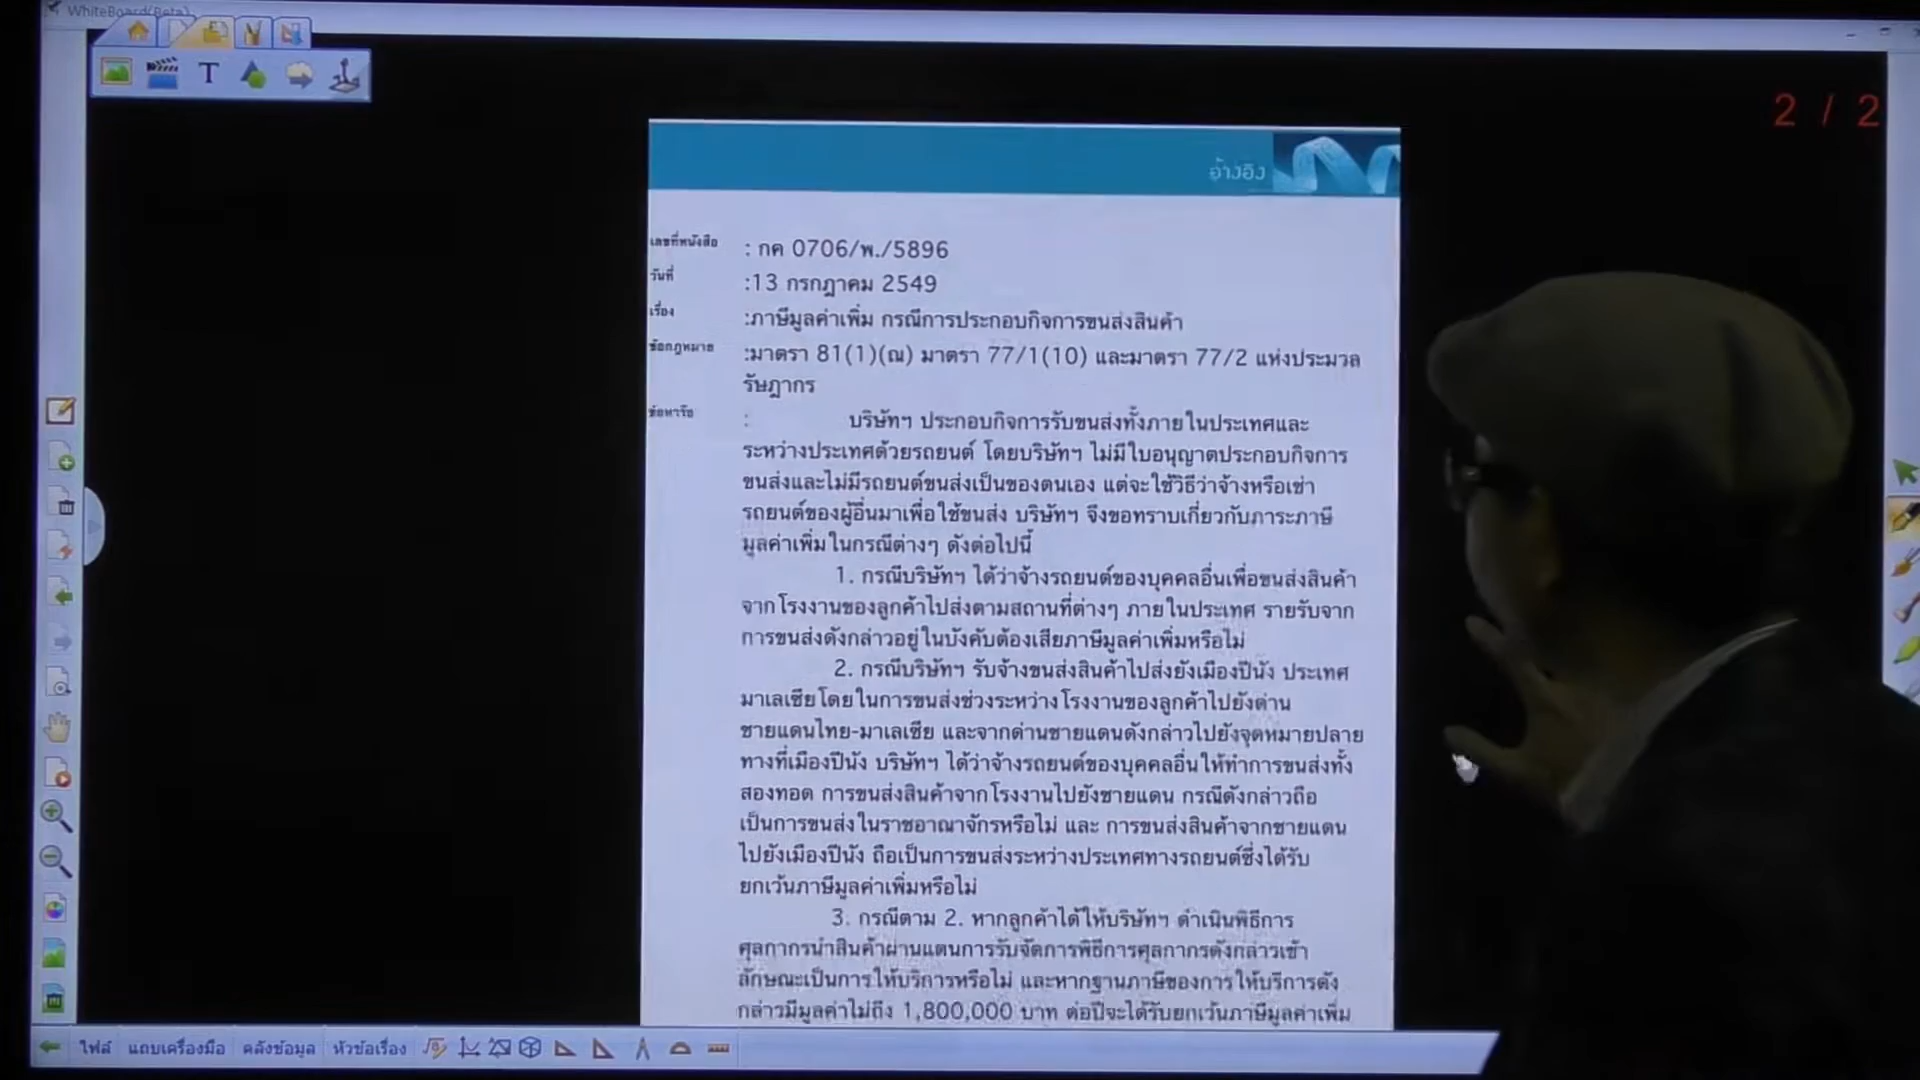 WhiteBoard(Beta)
2 / 2
อ้างอิง
เลขที่หนังสือ : กค 0706/พ./5896
วันที่ :13 กรกฎาคม 2549
เรื่อง :ภาษีมูลค่าเพิ่ม กรณีการประกอบกิจการขนส่งสินค้า
ข้อกฎหมาย :มาตรา 81(1)(ณ) มาตรา 77/1(10) และมาตรา 77/2 แห่งประมวล
รัษฎากร
ข้อหารือ : บริษัทฯ ประกอบกิจการรับขนส่งทั้งภายในประเทศและ
ระหว่างประเทศด้วยรถยนต์ โดยบริษัทฯ ไม่มีใบอนุญาตประกอบกิจการ
ขนส่งและไม่มีรถยนต์ขนส่งเป็นของตนเอง แต่จะใช้วิธีว่าจ้างหรือเช่า
รถยนต์ของผู้อื่นมาเพื่อใช้ขนส่ง บริษัทฯ จึงขอทราบเกี่ยวกับภาระภาษี
มูลค่าเพิ่มในกรณีต่างๆ ดังต่อไปนี้
1. กรณีบริษัทฯ ได้ว่าจ้างรถยนต์ของบุคคลอื่นเพื่อขนส่งสินค้า
จากโรงงานของลูกค้าไปส่งตามสถานที่ต่างๆ ภายในประเทศ รายรับจาก
การขนส่งดังกล่าวอยู่ในบังคับต้องเสียภาษีมูลค่าเพิ่มหรือไม่
2. กรณีบริษัทฯ รับจ้างขนส่งสินค้าไปส่งยังเมืองปีนัง ประเทศ
มาเลเซียโดยในการขนส่งช่วงระหว่างโรงงานของลูกค้าไปยังด่าน
ชายแดนไทย-มาเลเซีย และจากด่านชายแดนดังกล่าวไปยังจุดหมายปลาย
ทางที่เมืองปีนัง บริษัทฯ ได้ว่าจ้างรถยนต์ของบุคคลอื่นให้ทำการขนส่งทั้ง
สองทอด การขนส่งสินค้าจากโรงงานไปยังชายแดน กรณีดังกล่าวถือ
เป็นการขนส่งในราชอาณาจักรหรือไม่ และ การขนส่งสินค้าจากชายแดน
ไปยังเมืองปีนัง ถือเป็นการขนส่งระหว่างประเทศทางรถยนต์ซึ่งได้รับ
ยกเว้นภาษีมูลค่าเพิ่มหรือไม่
3. กรณีตาม 2. หากลูกค้าได้ให้บริษัทฯ ดำเนินพิธีการ
ศุลกากรนำสินค้าผ่านแดนการรับจัดการพิธีการศุลกากรดังกล่าวเข้า
ลักษณะเป็นการให้บริการหรือไม่ และหากฐานภาษีของการให้บริการดัง
กล่าวมีมูลค่าไม่ถึง 1,800,000 บาท ต่อปีจะได้รับยกเว้นภาษีมูลค่าเพิ่ม
ไฟล์ แถบเครื่องมือ คลังข้อมูล หัวข้อเรื่อง